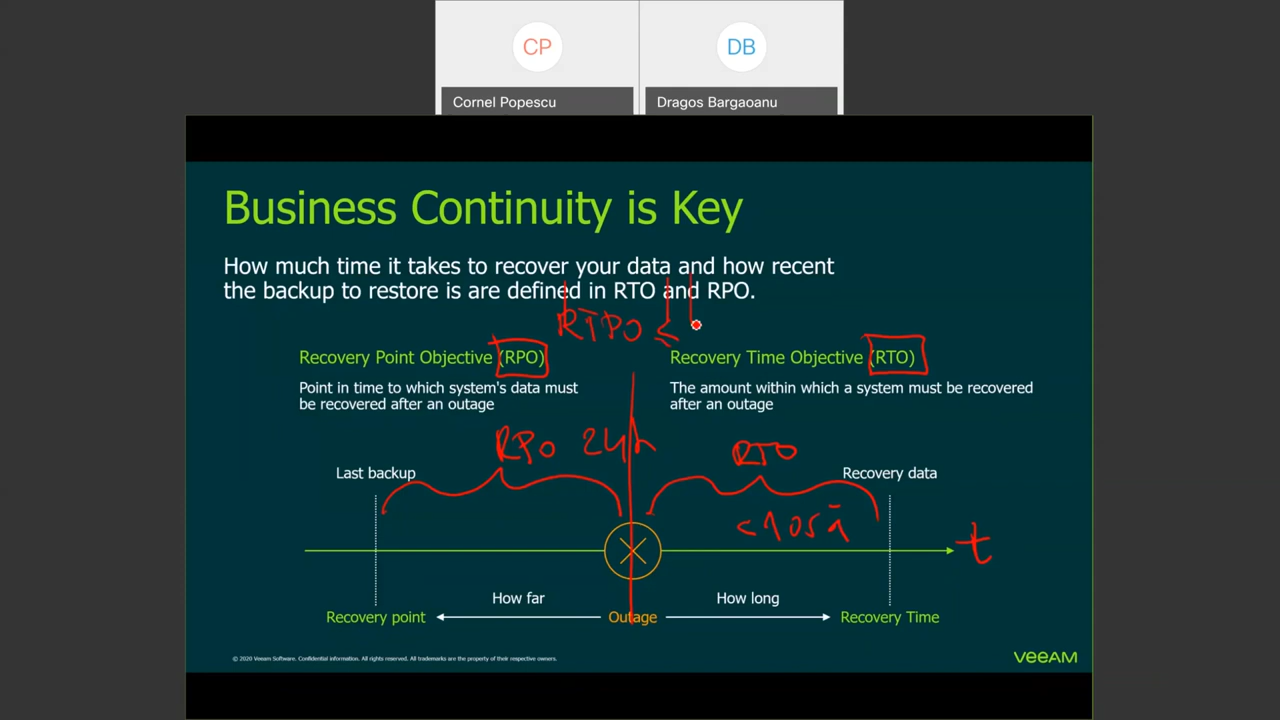 CP
DB
Cornel Popescu
Dragos Bargaoanu
Business Continuity is Key
How much time it takes to recover your data and how recent
the backup to restore is are defined in RTO and RPO.
RTPO <
Recovery Point Objective (RPO)
Point in time to which system's data must
be recovered after an outage
Recovery Time Objective (RTO)
The amount within which a system must be recovered
after an outage
RPO 24h
RTO
Last backup
Recovery data
t
How far
How long
Recovery point
Outage
Recovery Time
© 2020 Veeam Software. Confidential information. All rights reserved. All trademarks are the property of their respective owners.
VEEAM